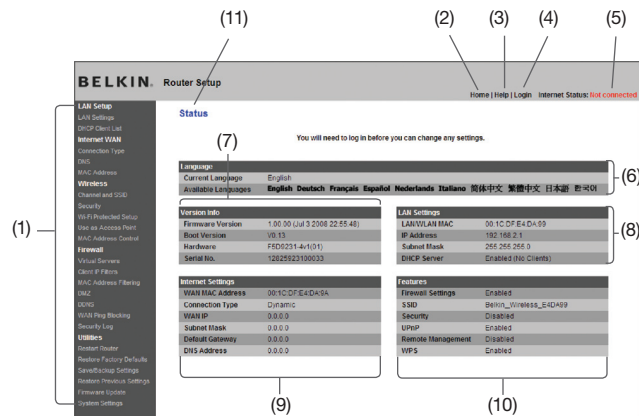 (11)
(2)
(3)
(4)
(5)
BELKIN. Router Setup
Home | Help | Login Internet Status: Not connected
(1)
LAN Setup
LAN Settings
DHCP Client List
Internet WAN
Connection Type
DNS
MAC Address
Wireless
Channel and SSID
Security
Wi-Fi Protected Setup
Use as Access Point
MAC Address Control
Firewall
Virtual Servers
Client IP Filters
MAC Address Filtering
DMZ
DDNS
WAN Ping Blocking
Security Log
Utilities
Restart Router
Restore Factory Defaults
Save/Backup Settings
Restore Previous Settings
Firmware Update
System Settings
Status
(7)
You will need to log in before you can change any settings.
Language
Current Language English
Available Languages English Deutsch Français Español Nederlands Italiano 简体中文 繁體中文 日本語 한국어
(6)
Version Info
Firmware Version 1.00.00 (Jul 3 2008 22:55:48)
Boot Version V0.13
Hardware F5D9231-4v1(01)
Serial No. 12825923100033
LAN Settings
LAN/WLAN MAC 00:1C:DF:E4:DA:99
IP Address 192.168.2.1
Subnet Mask 255.255.255.0
DHCP Server Enabled (No Clients)
(8)
Internet Settings
WAN MAC Address 00:1C:DF:E4:DA:9A
Connection Type Dynamic
WAN IP 0.0.0.0
Subnet Mask 0.0.0.0
Default Gateway 0.0.0.0
DNS Address 0.0.0.0
Features
Firewall Settings Enabled
SSID Belkin_Wireless_E4DA99
Security Disabled
UPnP Enabled
Remote Management Disabled
WPS Enabled
(9)
(10)